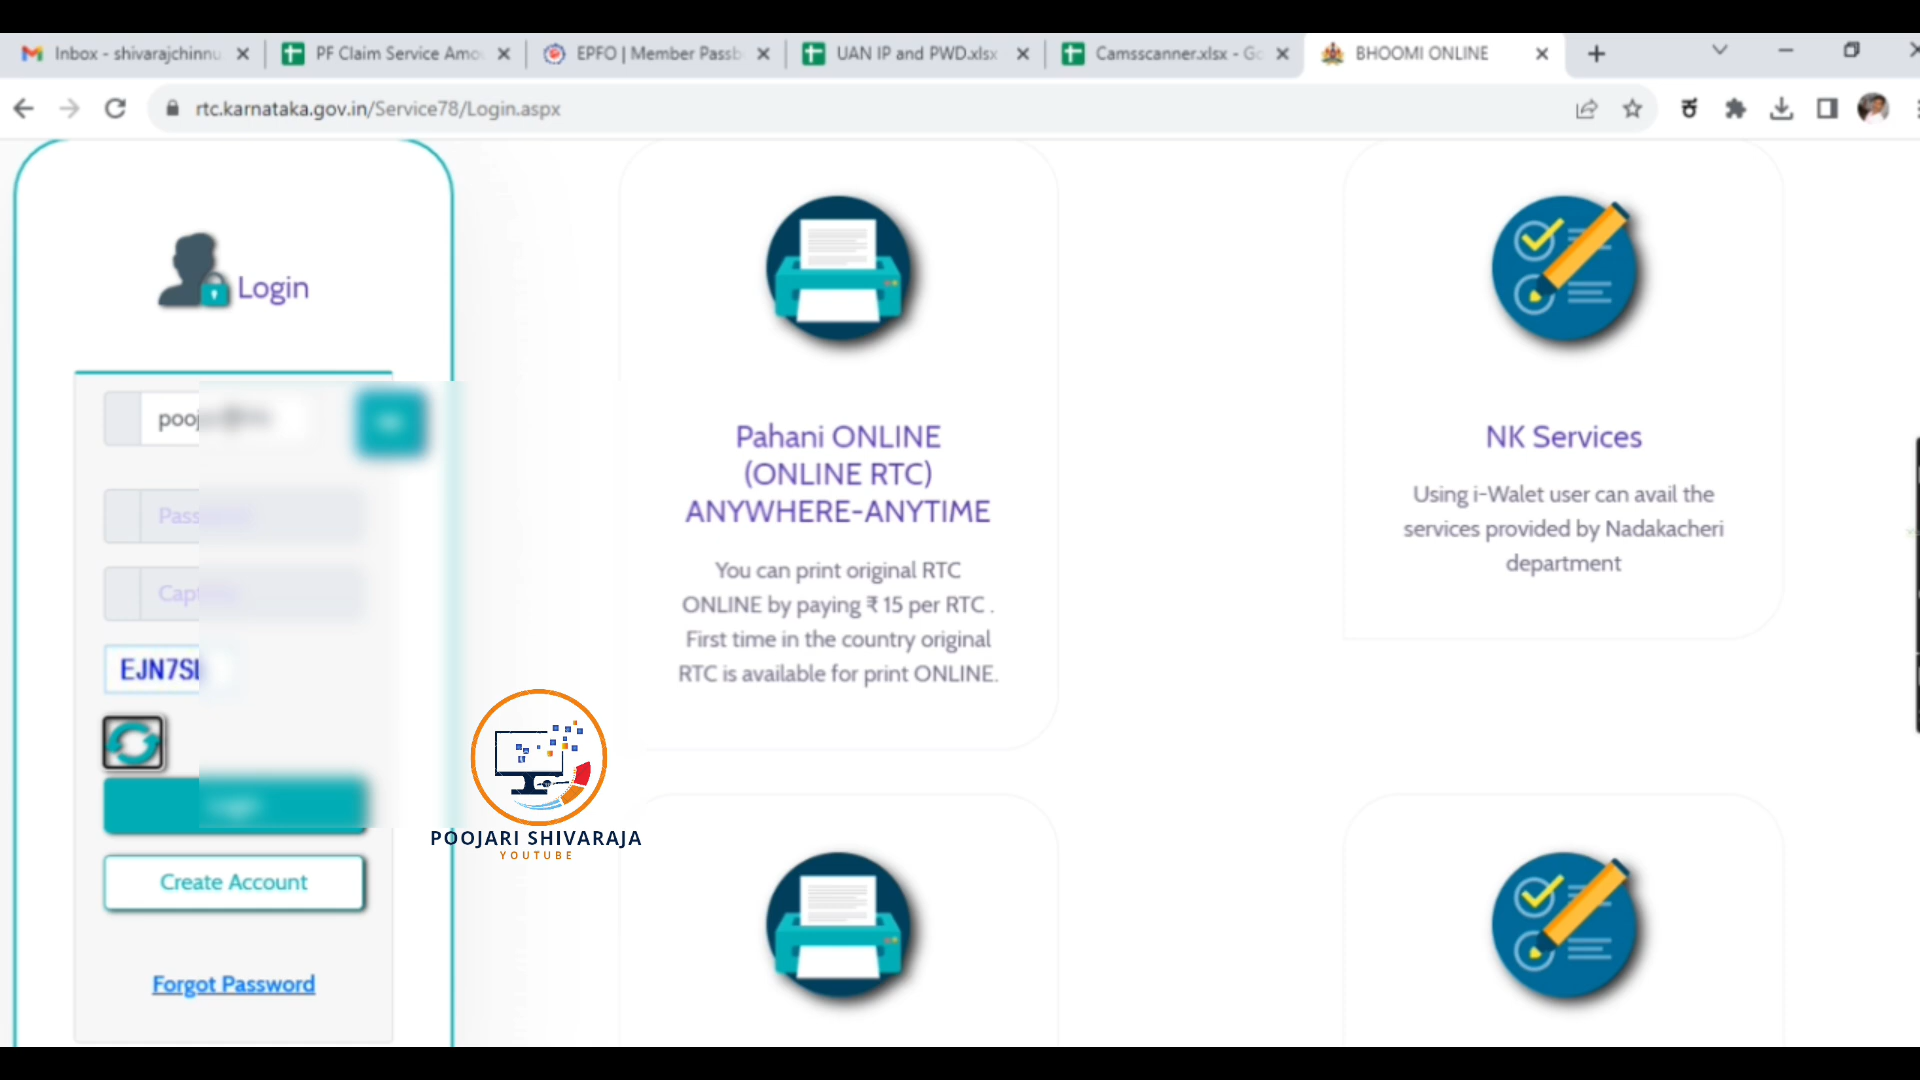 Inbox - shivarajchinnu
PF Claim Service Amo
EPFO | Member Passb
UAN IP and PWD.xlsx
Camsscanner.xlsx - Go
BHOOMI ONLINE
rtc.karnataka.gov.in/Service78/Login.aspx
ಕ
Login
pooj
Pass
Capt
EJN7S
Login
Create Account
Forgot Password
Pahani ONLINE
(ONLINE RTC)
ANYWHERE-ANYTIME
You can print original RTC
ONLINE by paying ₹ 15 per RTC .
First time in the country original
RTC is available for print ONLINE.
NK Services
Using i-Walet user can avail the
services provided by Nadakacheri
department
POOJARI SHIVARAJA
YOUTUBE